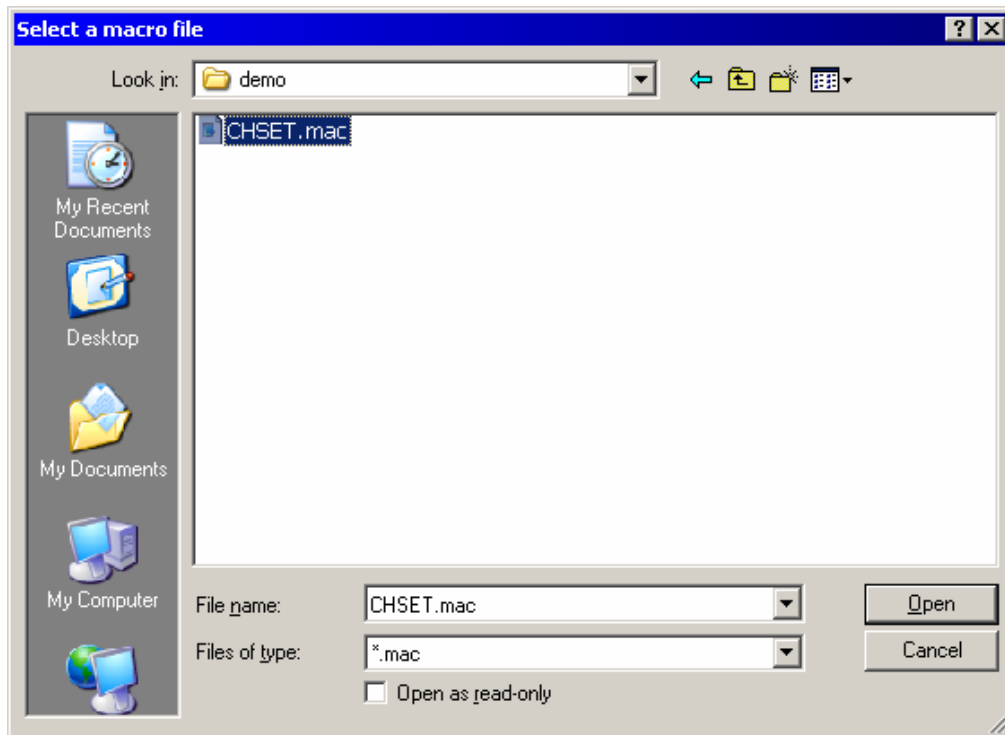 Select a macro file
Look in: demo
CHSET.mac
My Recent
Documents
Desktop
My Documents
My Computer
File name: CHSET.mac Open
Files of type: *.mac Cancel
Open as read-only